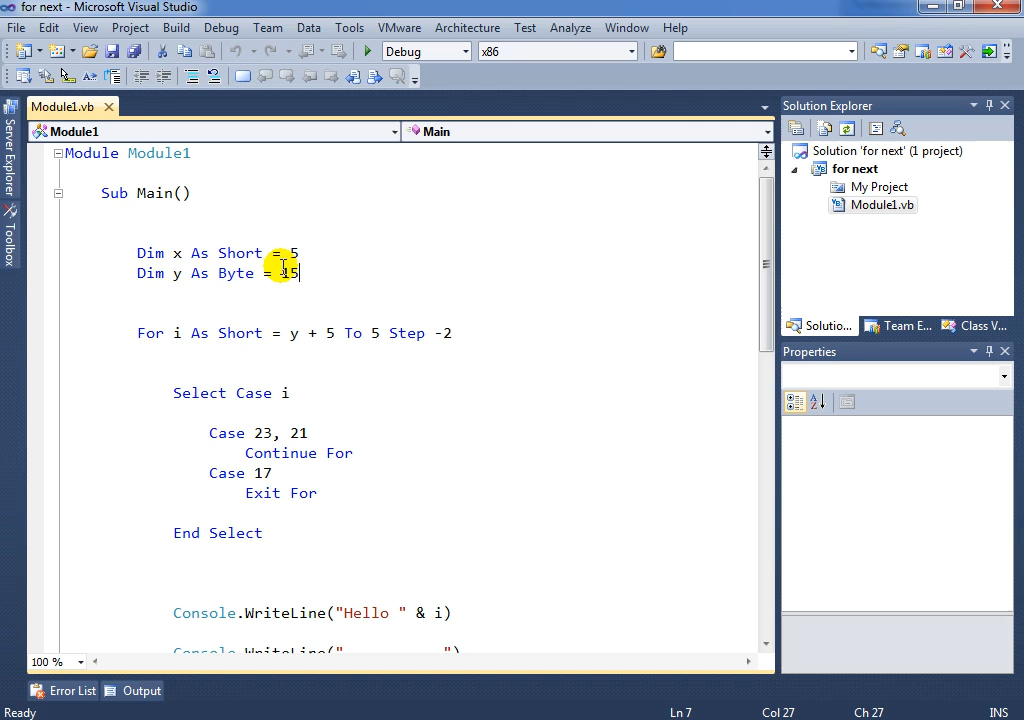 for next - Microsoft Visual Studio
File Edit View Project Build Debug Team Data Tools VMware Architecture Test Analyze Window Help
Debug x86
Module1.vb
Solution Explorer
Module1 Main
Server Explorer
Toolbox
Module Module1
Sub Main()
Dim x As Short = 5
Dim y As Byte = 15
For i As Short = y + 5 To 5 Step -2
Select Case i
Case 23, 21
Continue For
Case 17
Exit For
End Select
Console.WriteLine("Hello " & i)
Console.WriteLine("_ _")
100 %
Solution 'for next' (1 project)
for next
My Project
Module1.vb
Solutio... Team E... Class V...
Properties
Error List Output
Ready Ln 7 Col 27 Ch 27 INS